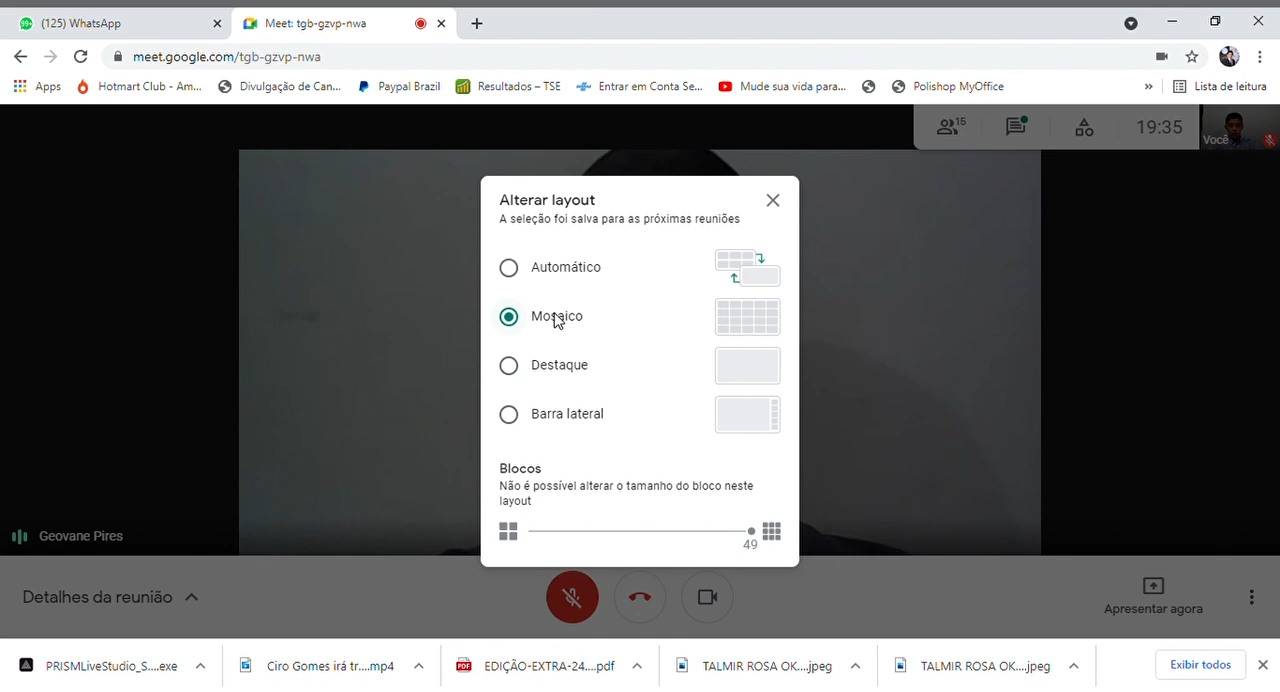 99+
(125) WhatsApp
Meet: tgb-gzvp-nwa
meet.google.com/tgb-gzvp-nwa
Apps
Hotmart Club - Am...
Divulgação de Can...
Paypal Brazil
Resultados – TSE
Entrar em Conta Se...
Mude sua vida para...
Polishop MyOffice
»
Lista de leitura
15
19:35
Você
Alterar layout
A seleção foi salva para as próximas reuniões
Automático
Mosaico
Destaque
Barra lateral
Blocos
Não é possível alterar o tamanho do bloco neste
layout
49
Geovane Pires
Detalhes da reunião
Apresentar agora
PRISMLiveStudio_S....exe
Ciro Gomes irá tr....mp4
PDF
EDIÇÃO-EXTRA-24....pdf
TALMIR ROSA OK....jpeg
TALMIR ROSA OK....jpeg
Exibir todos